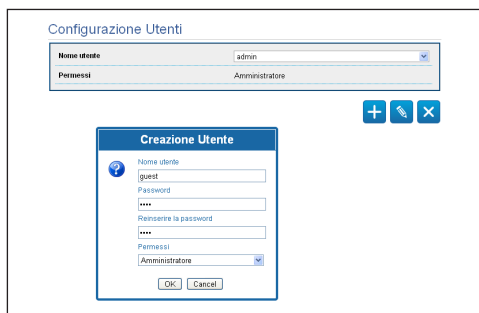 Configurazione Utenti
Nome utente admin
Permessi Amministratore
Creazione Utente
Nome utente
guest
Password
••••
Reinserire la password
••••
Permessi
Amministratore
OK Cancel